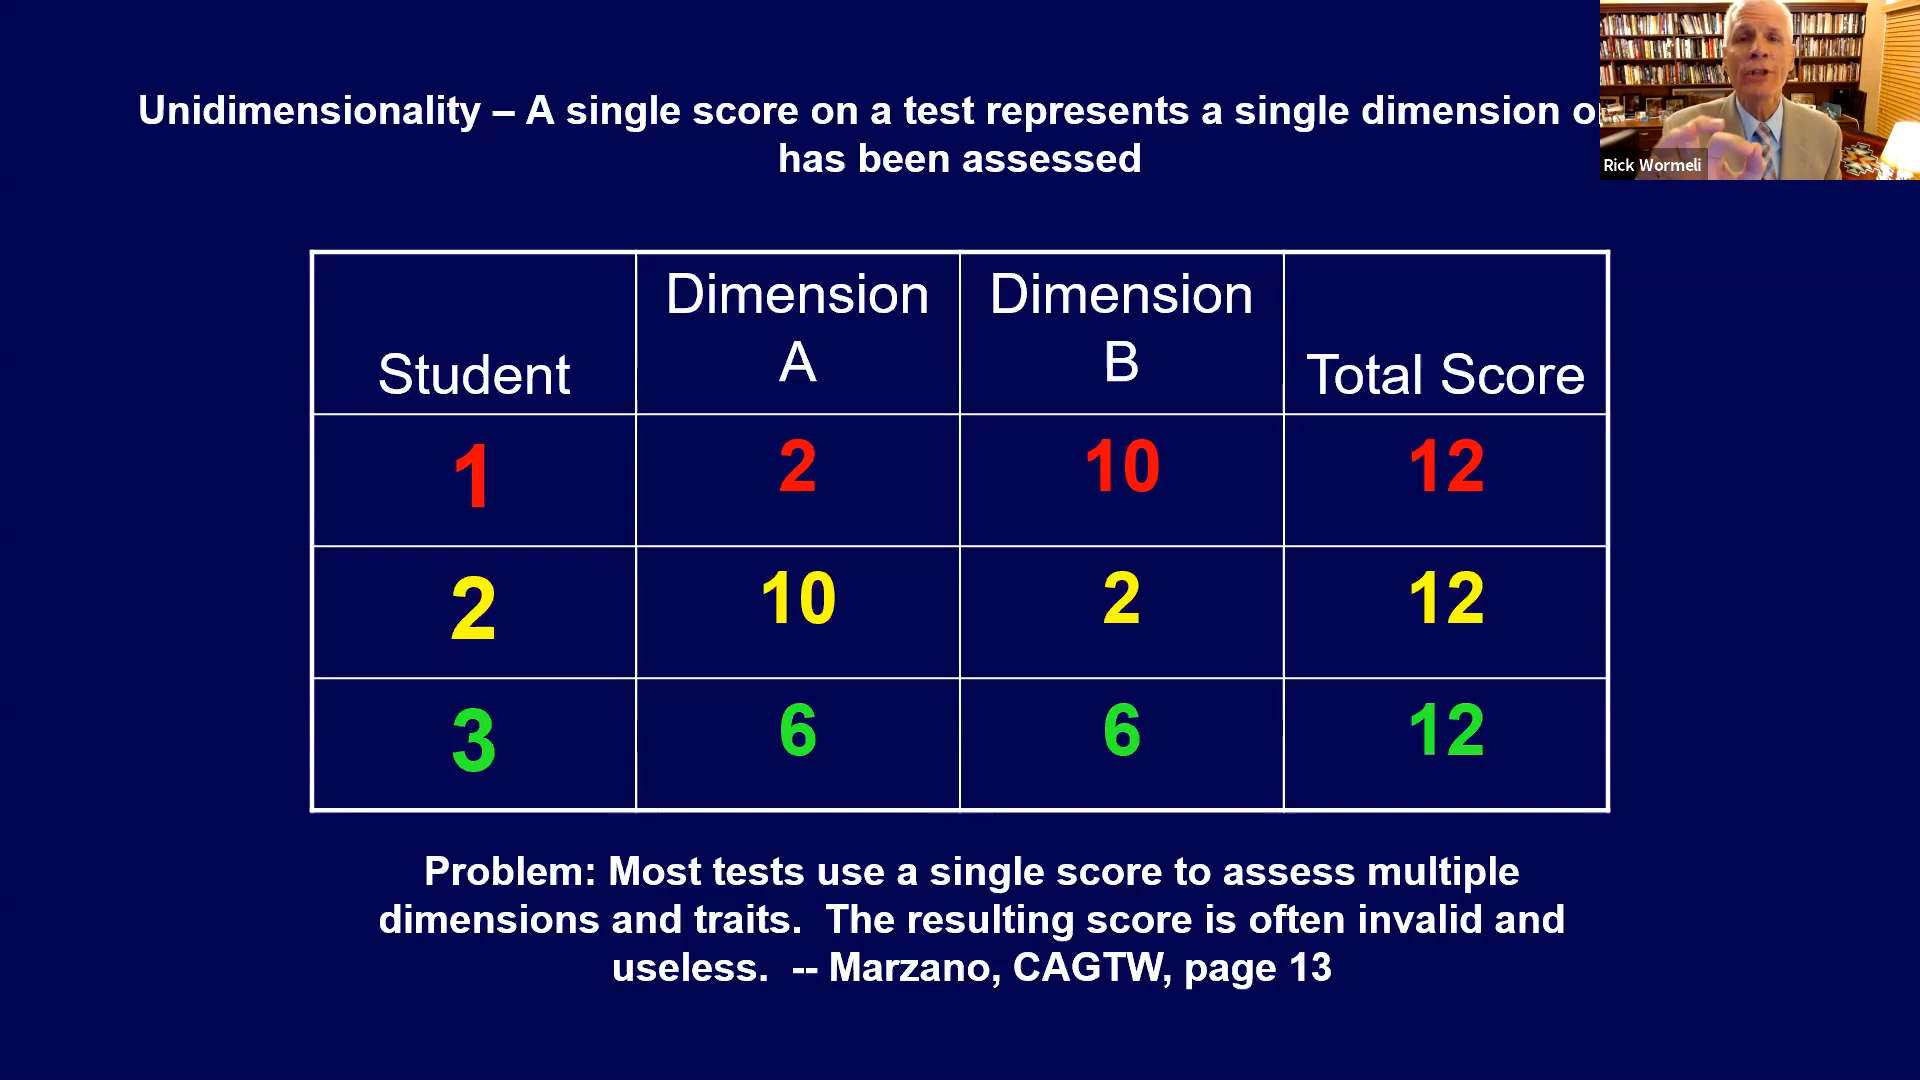 Unidimensionality – A single score on a test represents a single dimension
has been assessed
Rick Wormeli
Student
Dimension
A
Dimension
B
Total Score
1 2 10 12
2 10 2 12
3 6 6 12
Problem: Most tests use a single score to assess multiple
dimensions and traits.  The resulting score is often invalid and
useless.  -- Marzano, CAGTW, page 13